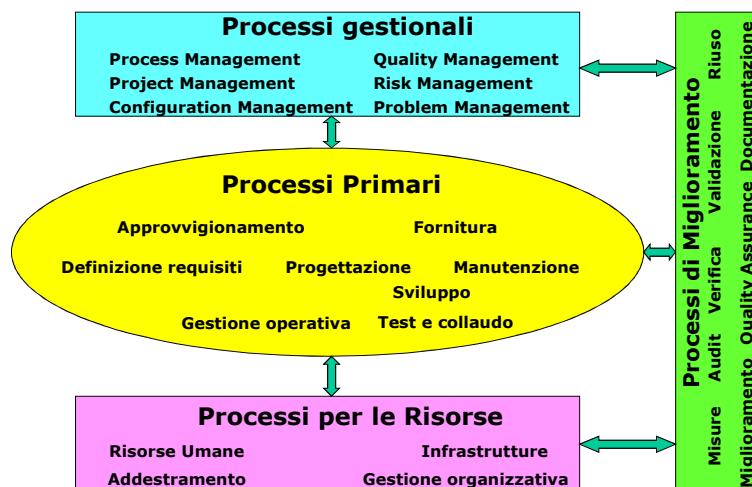 Processi gestionali
Process Management Quality Management
Project Management Risk Management
Configuration Management Problem Management
Processi Primari
Approvvigionamento Fornitura
Definizione requisiti Progettazione Manutenzione
Sviluppo
Gestione operativa Test e collaudo
Processi per le Risorse
Risorse Umane Infrastrutture
Addestramento Gestione organizzativa
Processi di Miglioramento
Misure Audit Verifica Validazione Riuso
Miglioramento Quality Assurance Documentazione